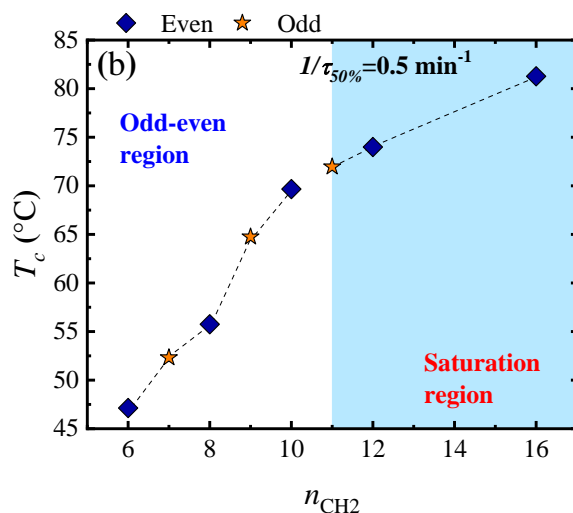 Even Odd
(b)
1/τ50%=0.5 min-1
Odd-even
region
Saturation
region
Tc (°C)
85
80
75
70
65
60
55
50
45
6 8 10 12 14 16
nCH2